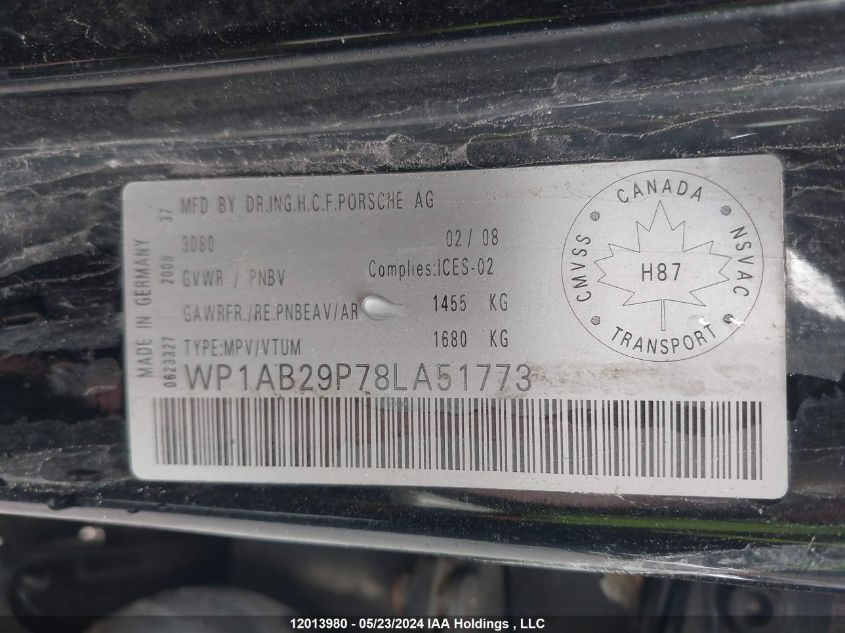 MFD BY DR.ING.H.C.F.PORSCHE AG
3080 02/08
GVWR / PNBV Complies:ICES-02
GAWRFR./RE.PNBEAV/AR 1455 KG
TYPE:MPV/VTUM 1680 KG
WP1AB29P78LA51773
MADE IN GERMANY
0623327 2008 37
CANADA
CMVSS
NSVAC
H87
TRANSPORT
12013980 - 05/23/2024 IAA Holdings , LLC